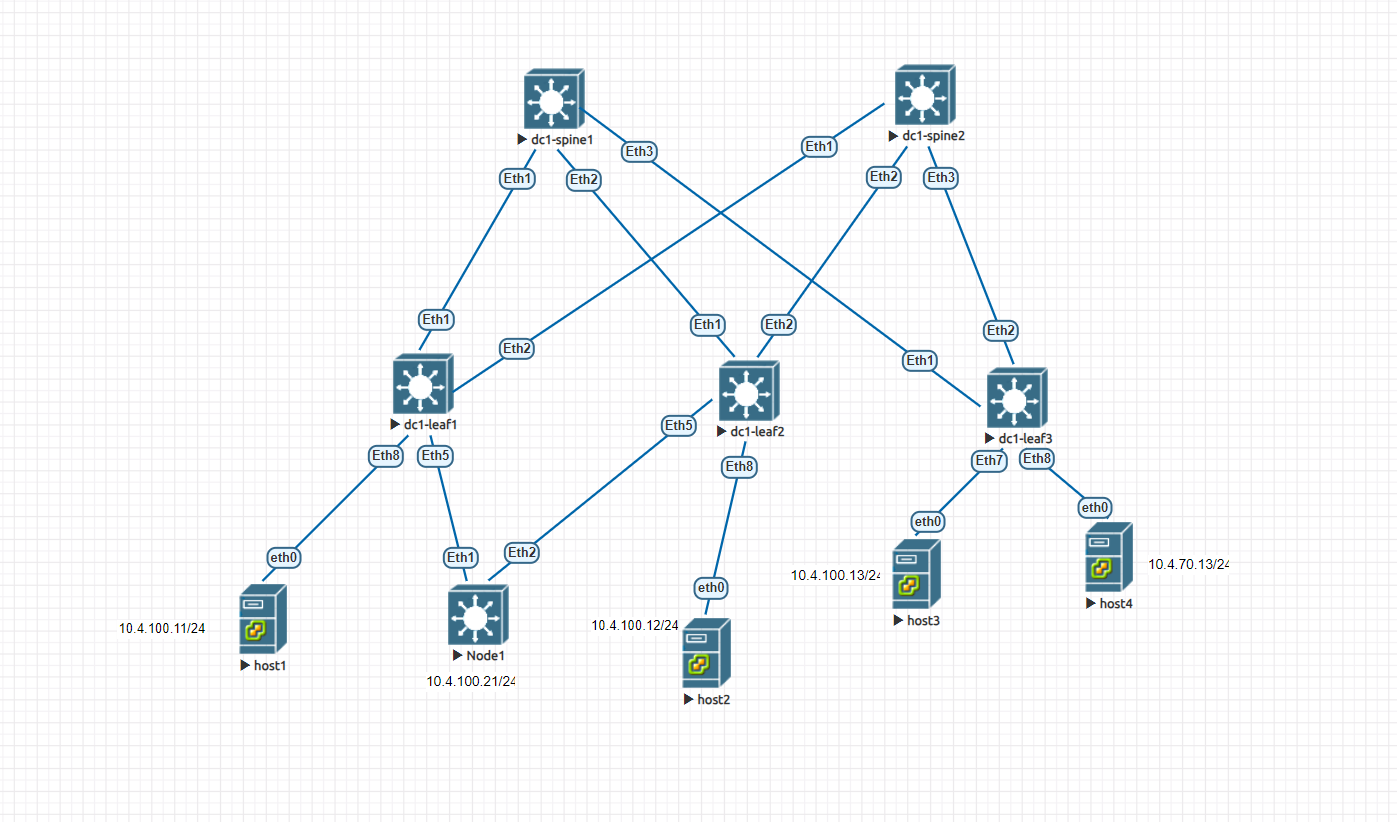 dc1-spine1
dc1-spine2
Eth3
Eth1
Eth1
Eth2
Eth2
Eth3
Eth1
Eth2
Eth1
Eth2
Eth1
Eth2
dc1-leaf1
dc1-leaf2
dc1-leaf3
Eth8
Eth5
Eth5
Eth8
Eth7
Eth8
eth0
Eth1
Eth2
eth0
eth0
eth0
10.4.100.11/24
host1
Node1
10.4.100.21/24
10.4.100.12/24
host2
10.4.100.13/24
host3
10.4.70.13/24
host4